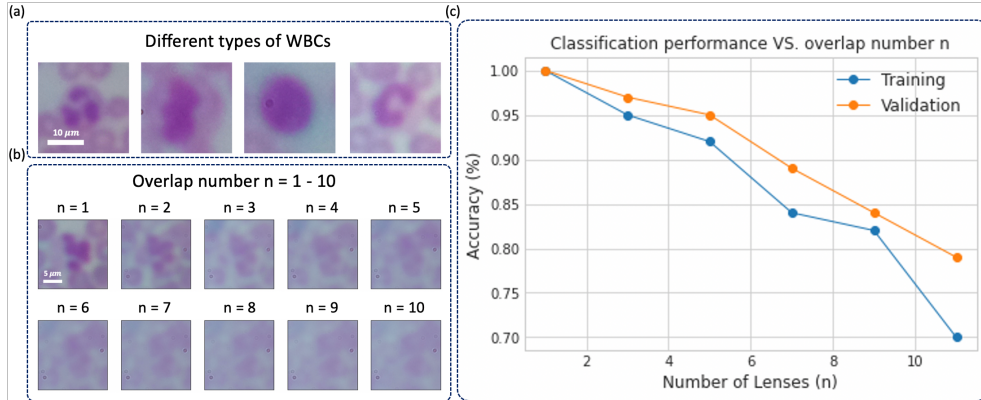 (a)
Different types of WBCs
10 μm
(b)
Overlap number n = 1 - 10
n = 1
n = 2
n = 3
n = 4
n = 5
5 μm
n = 6
n = 7
n = 8
n = 9
n = 10
(c)
Classification performance VS. overlap number n
Training
Validation
Accuracy (%)
1.00
0.95
0.90
0.85
0.80
0.75
0.70
2
4
6
8
10
Number of Lenses (n)